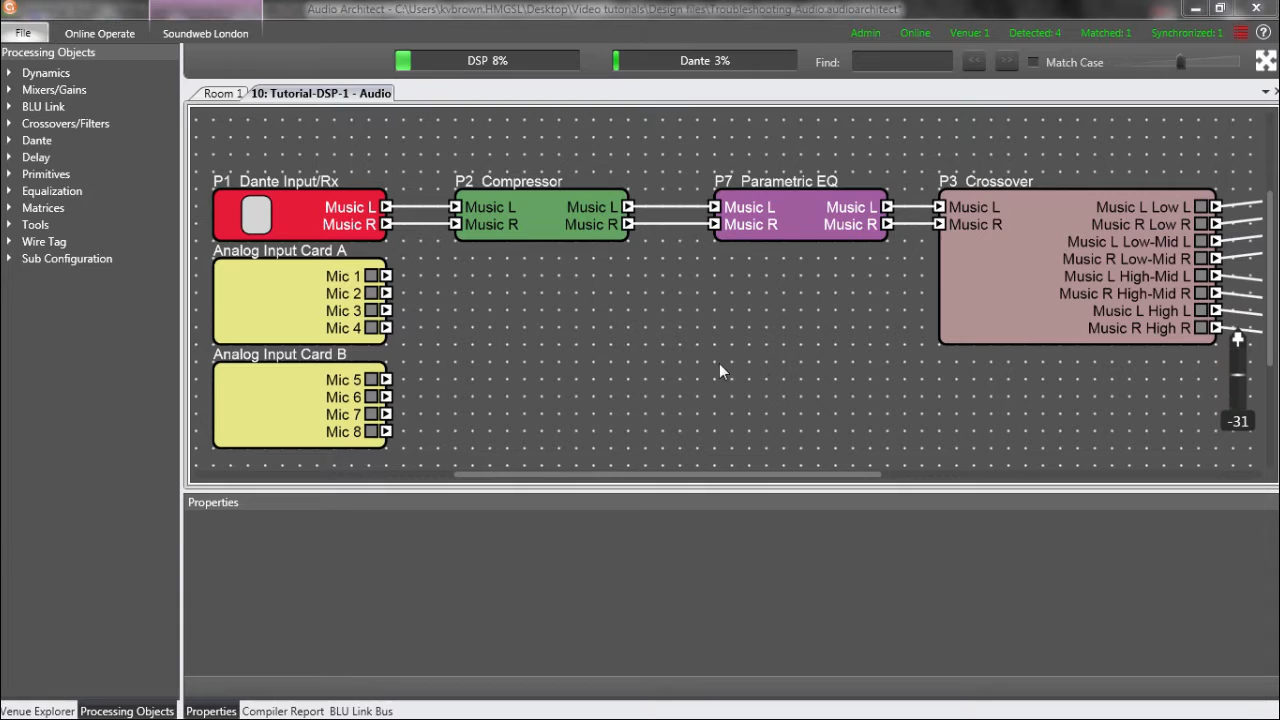 Audio Architect - C:\Users\kvbrown.HMGSL\Desktop\Video tutorials\Design files\Troubleshooting Audio.audioarchitect*
File Online Operate Soundweb London Admin Online Venue: 1 Detected: 4 Matched: 1 Synchronized: 1
Processing Objects
DSP 8% Dante 3% Find: << >> Match Case
Dynamics
Mixers/Gains
BLU Link
Crossovers/Filters
Dante
Delay
Primitives
Equalization
Matrices
Tools
Wire Tag
Sub Configuration
Room 1 10: Tutorial-DSP-1 - Audio
P1 Dante Input/Rx
Music L
Music R
P2 Compressor
Music L Music L
Music R Music R
P7 Parametric EQ
Music L Music L
Music R Music R
P3 Crossover
Music L Music L Low L
Music R Music R Low R
Music L Low-Mid L
Music R Low-Mid R
Music L High-Mid L
Music R High-Mid R
Music L High L
Music R High R
Analog Input Card A
Mic 1
Mic 2
Mic 3
Mic 4
Analog Input Card B
Mic 5
Mic 6
Mic 7
Mic 8
-31
Properties
Venue Explorer Processing Objects Properties Compiler Report BLU Link Bus